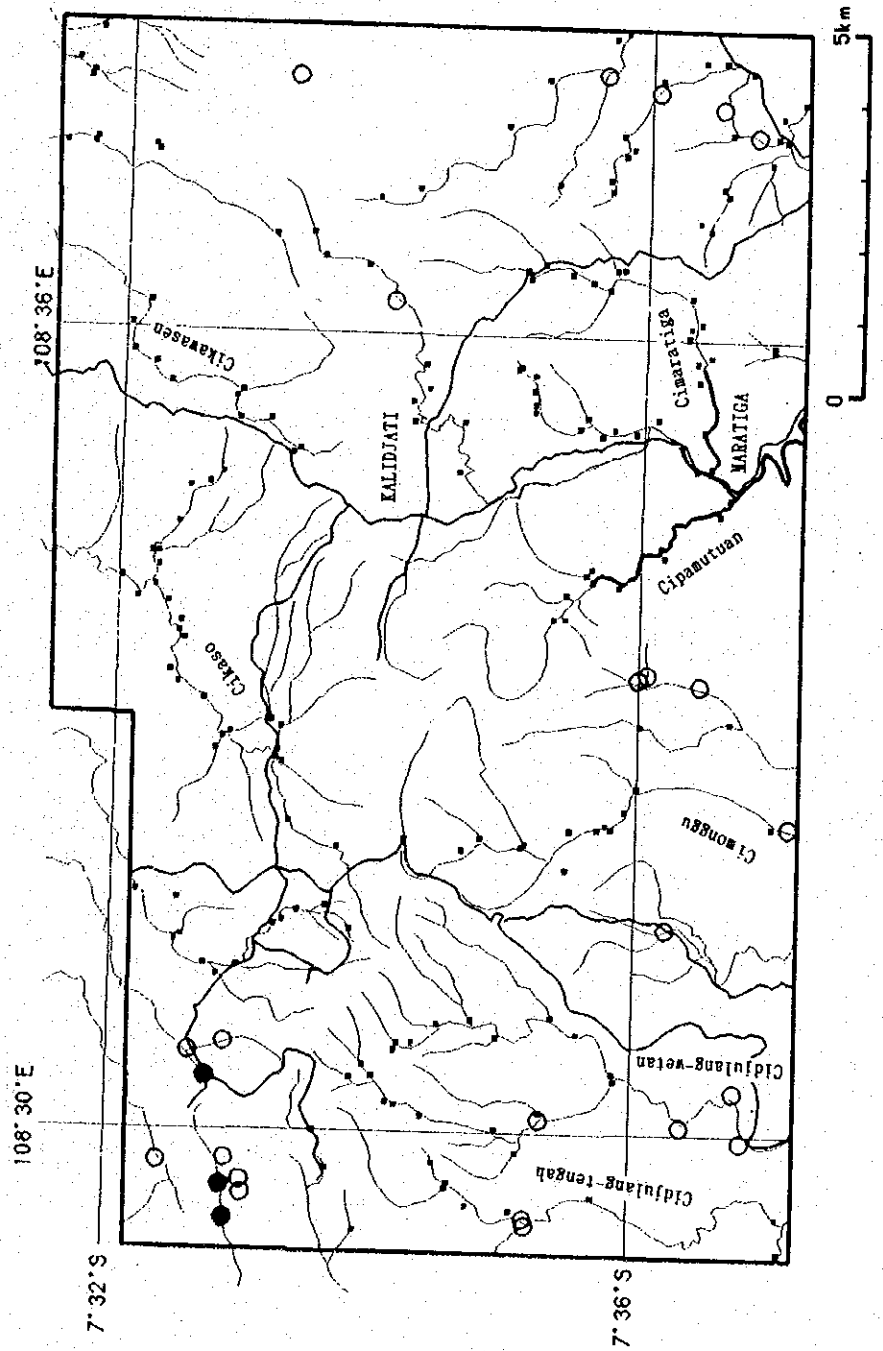 108°30'E
108°36'E
7°32'S
7°36'S
Cikawasen
Cikaso
KALIDJATI
Cimaratiga
MARATIGA
Cipamutuan
Cimonggu
Cidjulang-wetan
Cidjulang-tengah
0
5km